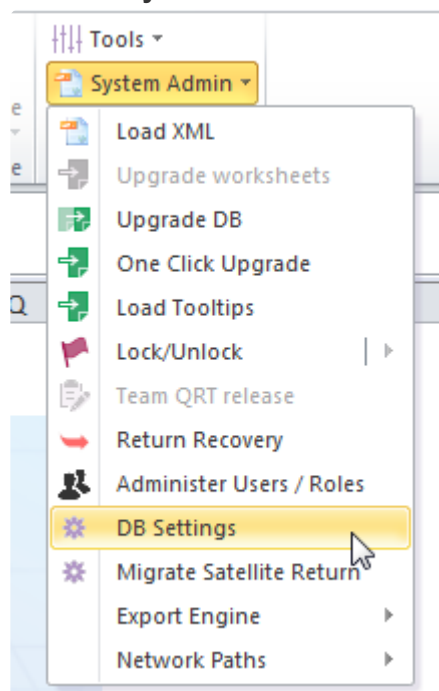 Tools
System Admin
e
e
Load XML
Upgrade worksheets
Upgrade DB
One Click Upgrade
Q
Load Tooltips
Lock/Unlock
Team QRT release
Return Recovery
Administer Users / Roles
DB Settings
Migrate Satellite Return
Export Engine
Network Paths